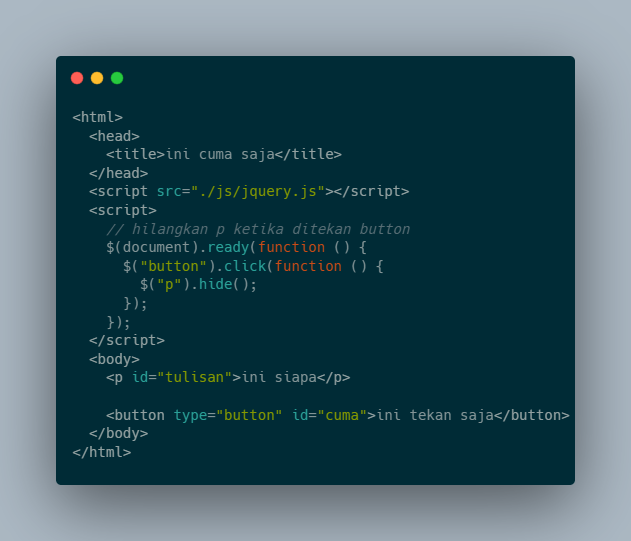 <html>
  <head>
    <title>ini cuma saja</title>
  </head>
  <script src="./js/jquery.js"></script>
  <script>
    // hilangkan p ketika ditekan button
    $(document).ready(function () {
      $("button").click(function () {
        $("p").hide();
      });
    });
  </script>
  <body>
    <p id="tulisan">ini siapa</p>

    <button type="button" id="cuma">ini tekan saja</button>
  </body>
</html>